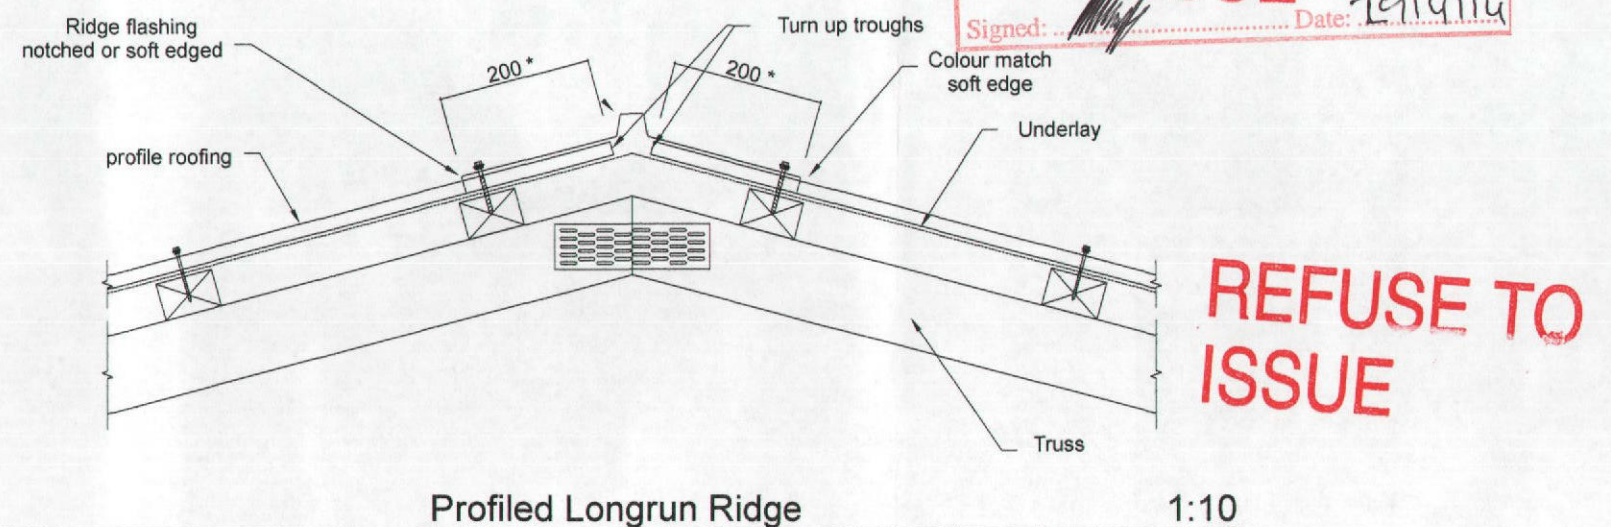 Ridge flashing
notched or soft edged
Turn up troughs
Signed:
Date:
200 *
200 *
Colour match
soft edge
profile roofing
Underlay
REFUSE TO
ISSUE
Truss
Profiled Longrun Ridge
1:10